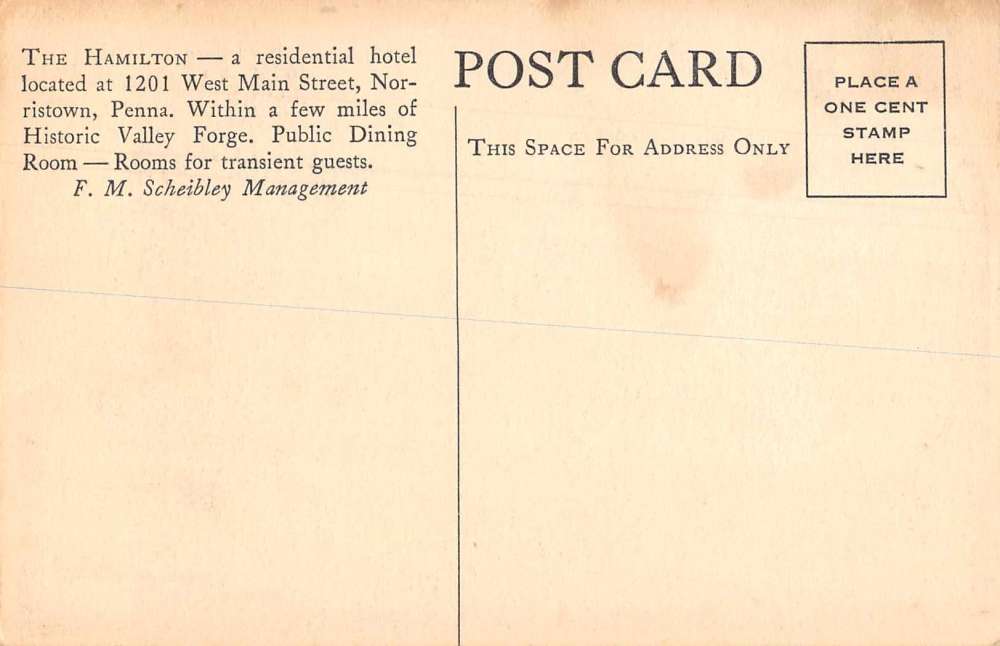 THE HAMILTON — a residential hotel
located at 1201 West Main Street, Nor-
ristown, Penna. Within a few miles of
Historic Valley Forge. Public Dining
Room — Rooms for transient guests.
F. M. Scheibley Management
POST CARD
THIS SPACE FOR ADDRESS ONLY
PLACE A
ONE CENT
STAMP
HERE